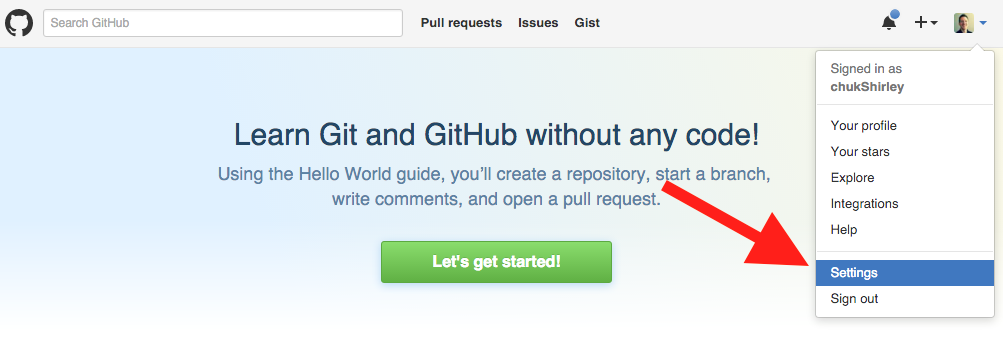 Search GitHub
Pull requests
Issues
Gist
Signed in as
chukShirley
Your profile
Your stars
Explore
Integrations
Help
Settings
Sign out
Learn Git and GitHub without any code!
Using the Hello World guide, you’ll create a repository, start a branch,
write comments, and open a pull request.
Let's get started!